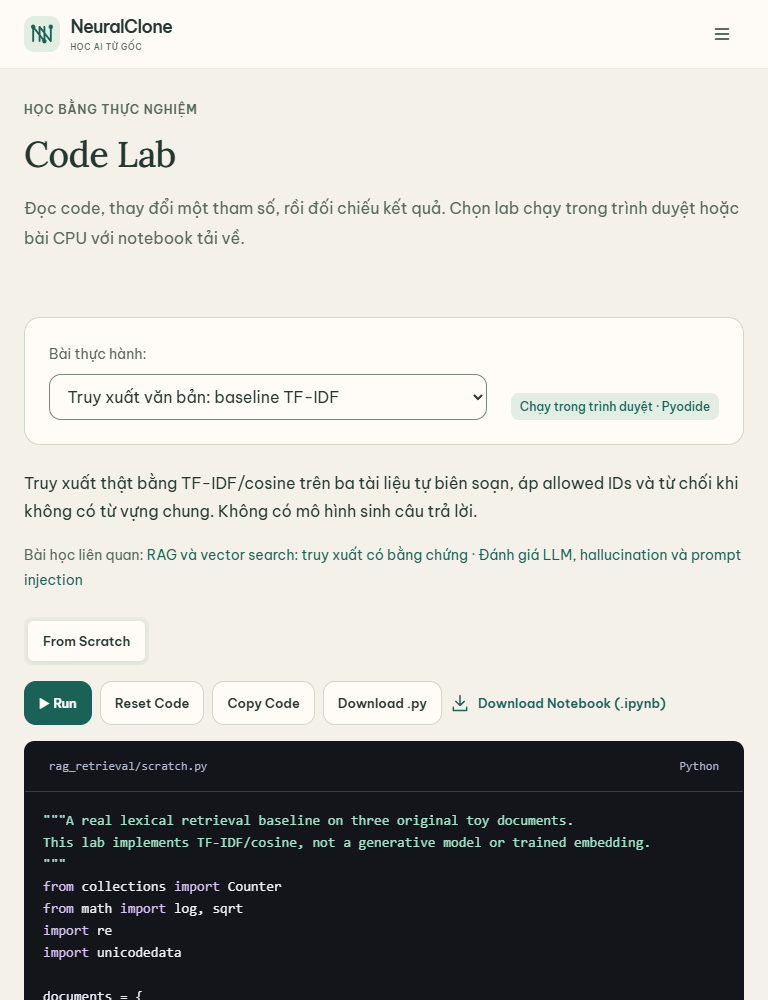 NeuralClone
HỌC AI TỪ GỐC
HỌC BẰNG THỰC NGHIỆM
Code Lab
Đọc code, thay đổi một tham số, rồi đối chiếu kết quả. Chọn lab chạy trong trình duyệt hoặc
bài CPU với notebook tải về.
Bài thực hành:
Truy xuất văn bản: baseline TF-IDF
Chạy trong trình duyệt · Pyodide
Truy xuất thật bằng TF-IDF/cosine trên ba tài liệu tự biên soạn, áp allowed IDs và từ chối khi
không có từ vựng chung. Không có mô hình sinh câu trả lời.
Bài học liên quan: RAG và vector search: truy xuất có bằng chứng · Đánh giá LLM, hallucination và prompt
injection
From Scratch
▶ Run
Reset Code
Copy Code
Download .py
Download Notebook (.ipynb)
rag_retrieval/scratch.py
Python
"""A real lexical retrieval baseline on three original toy documents.
This lab implements TF-IDF/cosine, not a generative model or trained embedding.
"""
from collections import Counter
from math import log, sqrt
import re
import unicodedata
documents = {